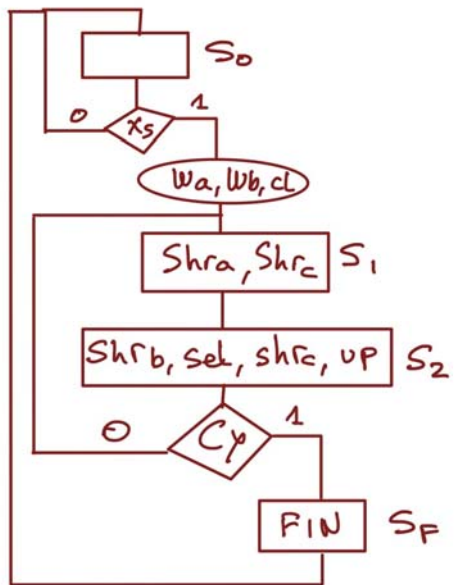 S0
0 xs 1
Wa, Wb, CL
Shra, Shrc S1
Shrb, sel, shrc, up S2
0 Cy 1
FIN SF